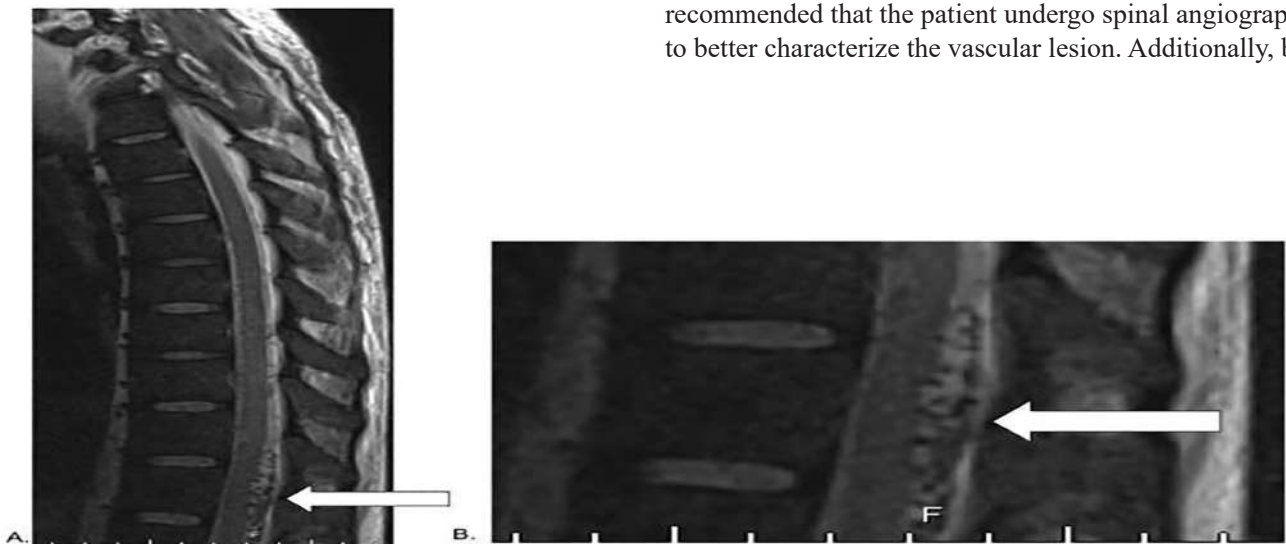 recommended that the patient undergo spinal angiograp
to better characterize the vascular lesion. Additionally, b
F
A.
B.